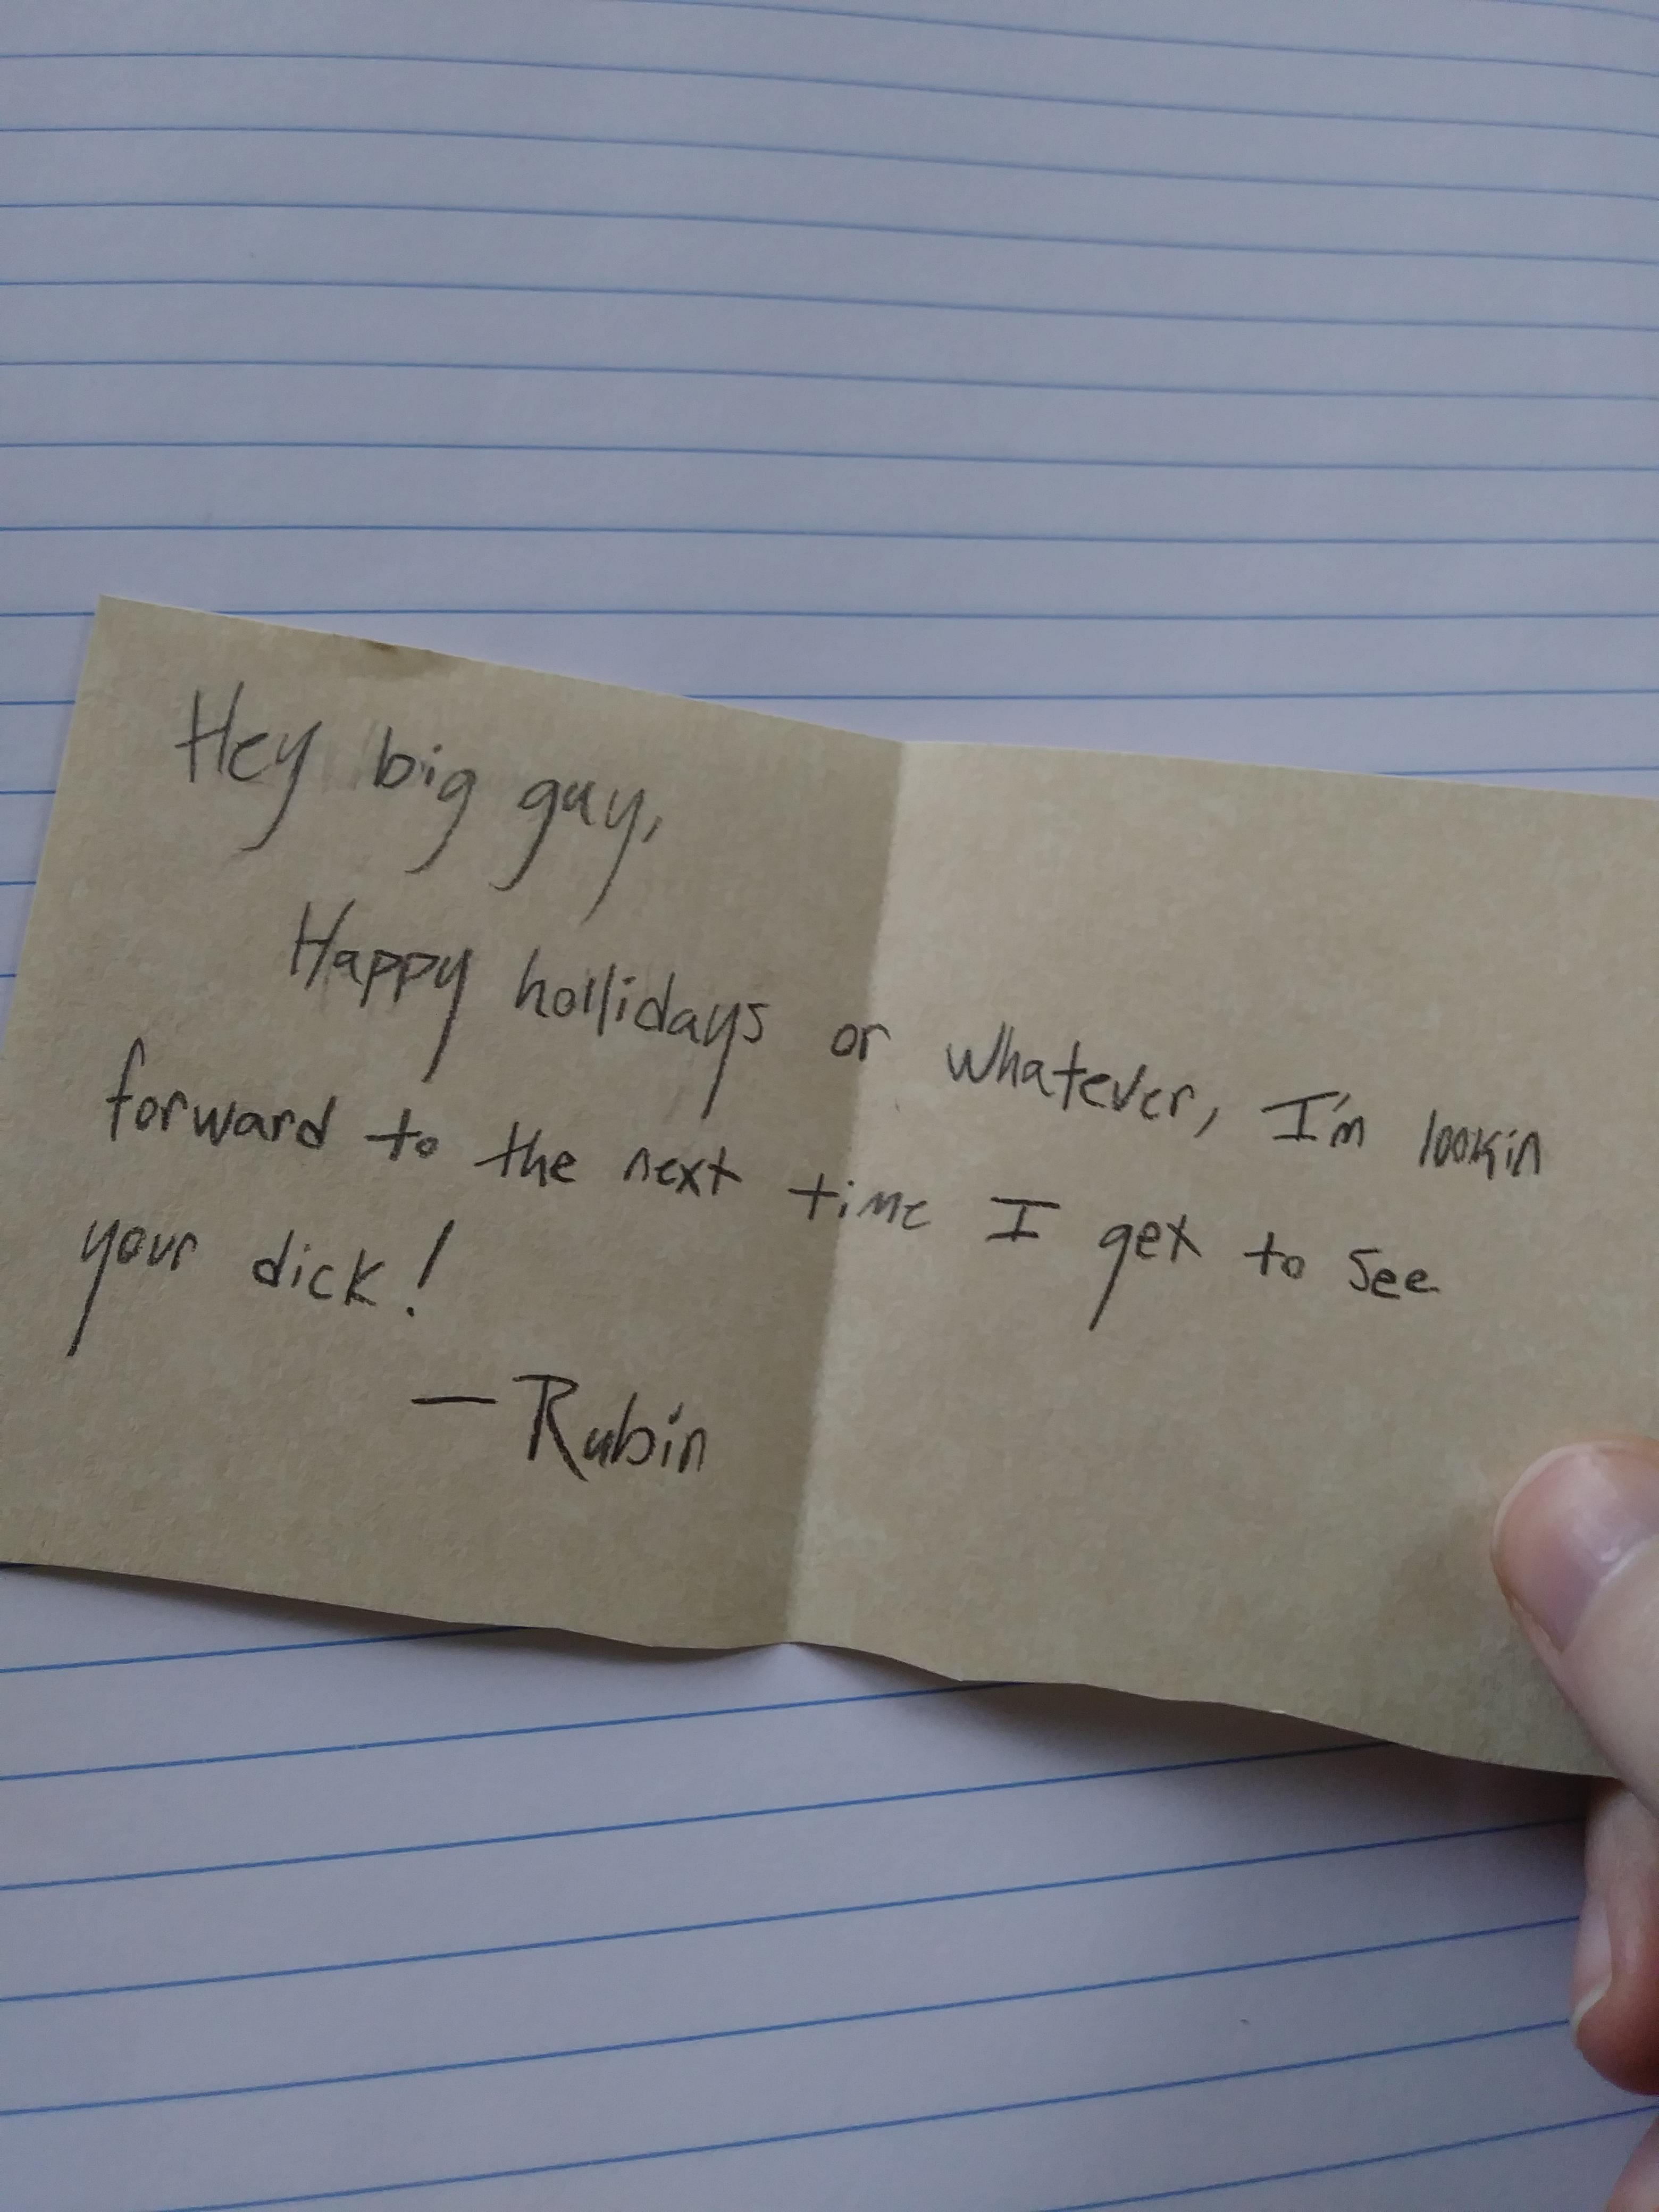 Hey big guy,
Happy hollidays or whatever, I'm lookin
forward to the next time I get to see
your dick!
— Rubin